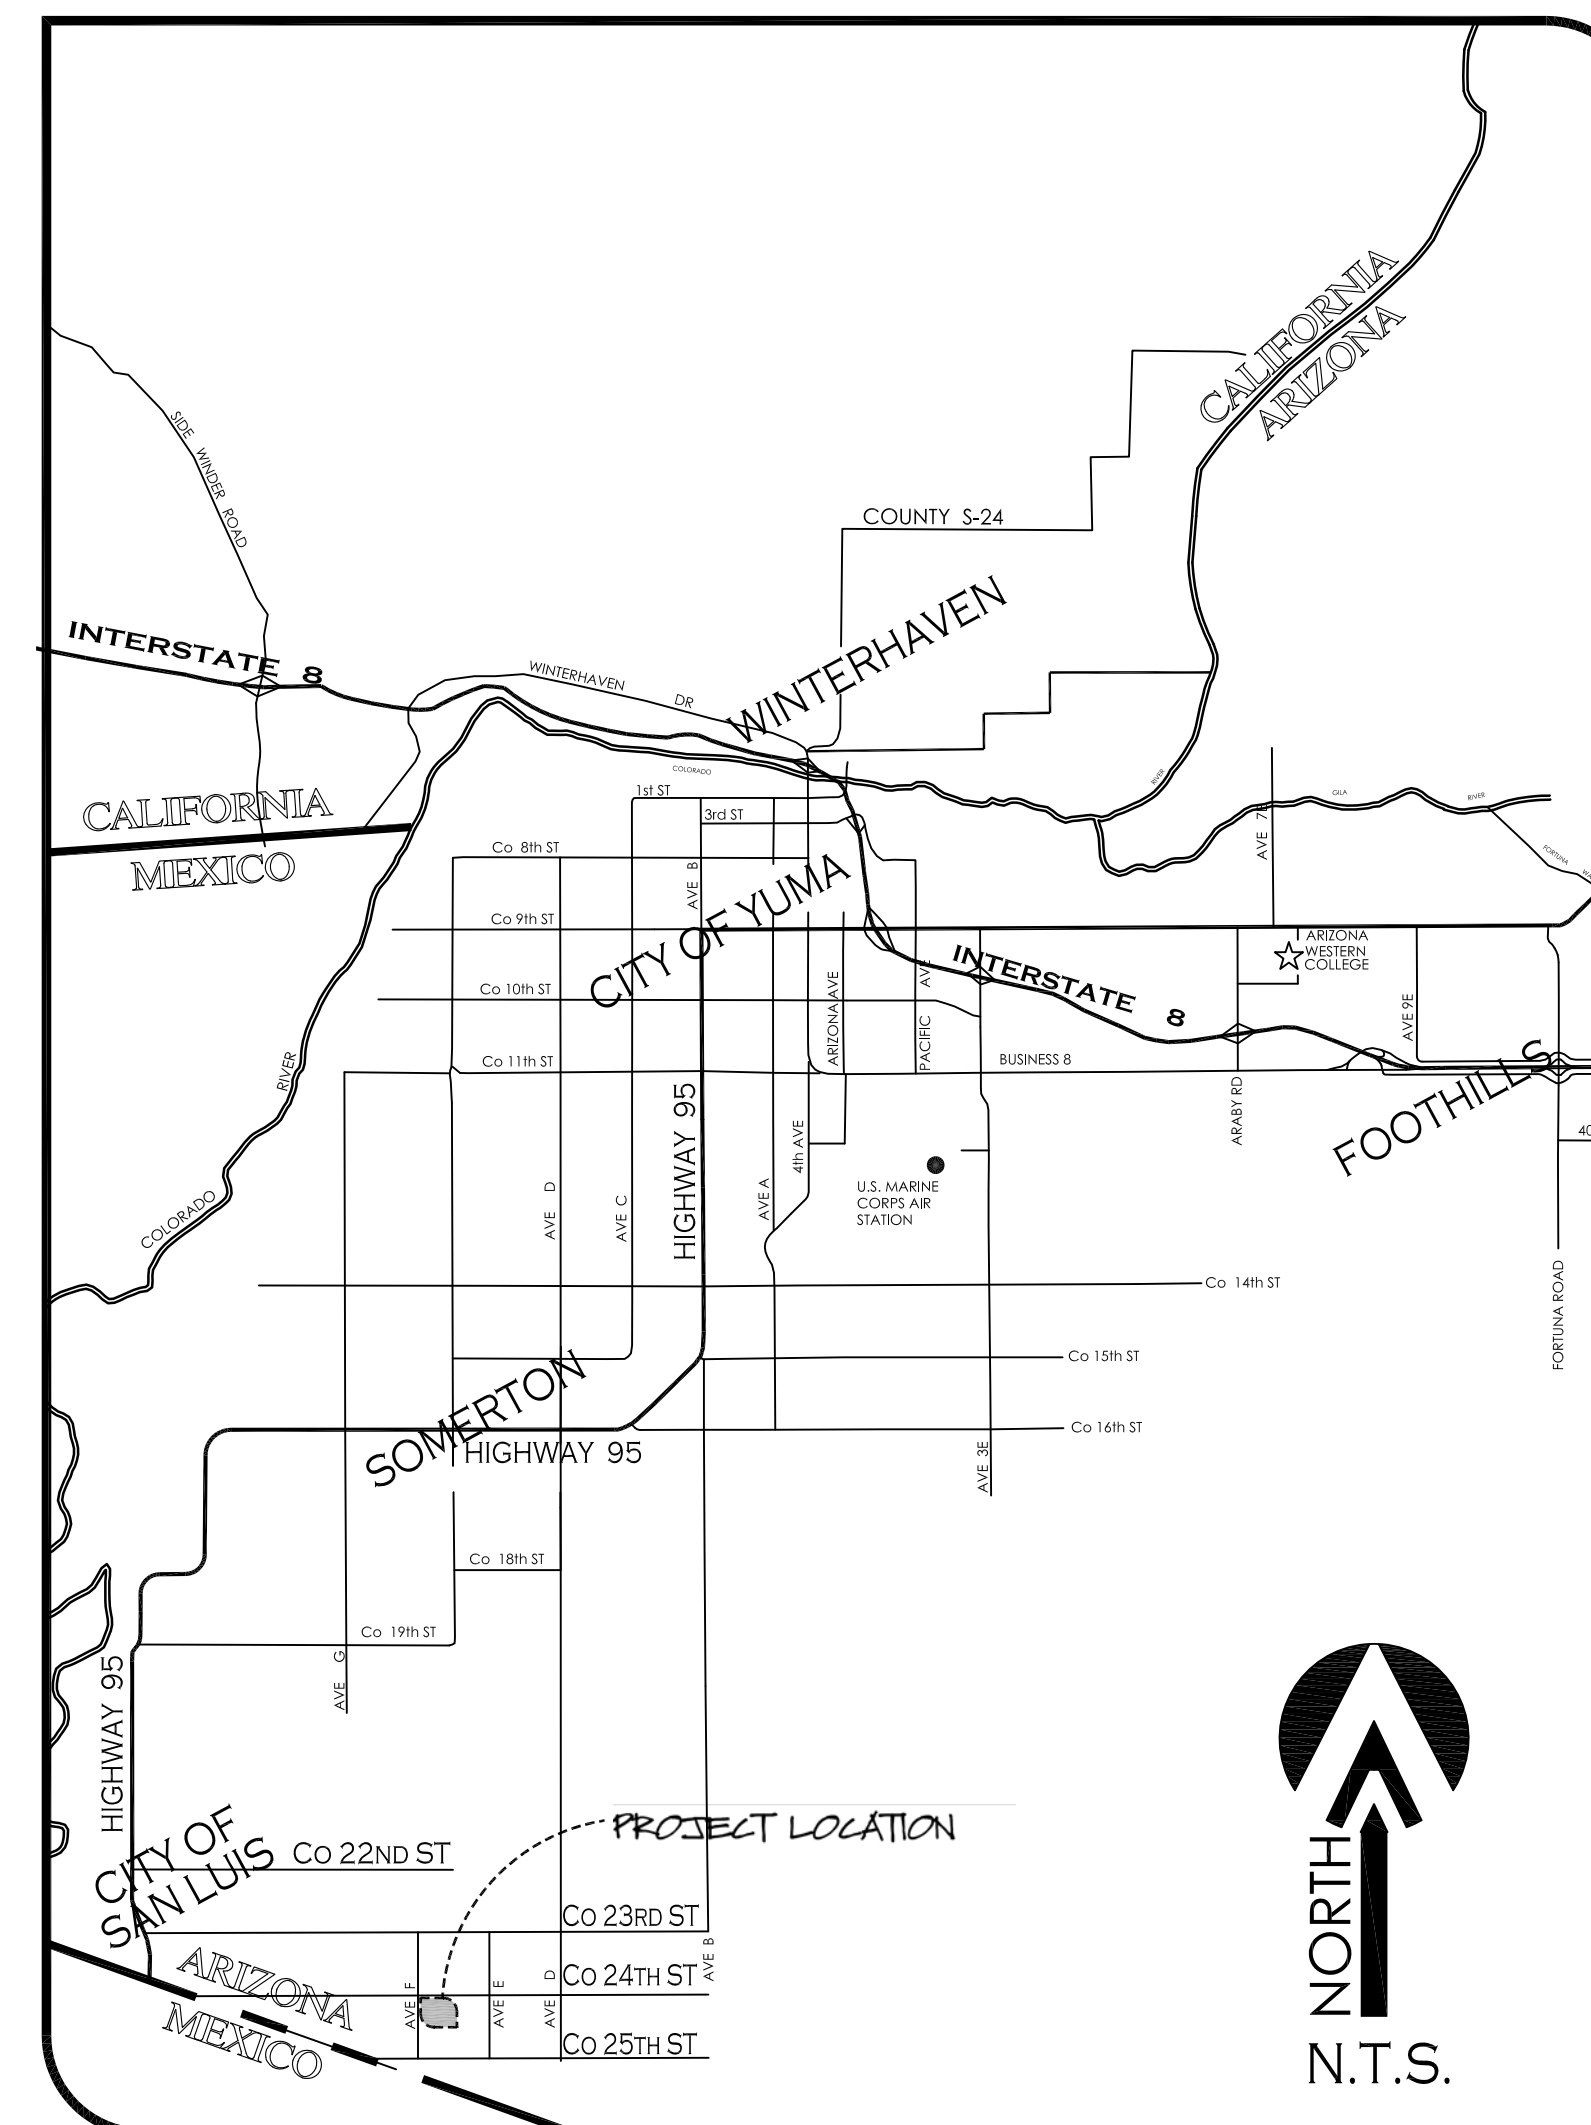 CALIFORNIA
ARIZONA
SIDE WINDER ROAD
COUNTY S-24
INTERSTATE 8
WINTERHAVEN DR
WINTERHAVEN
COLORADO
RIVER
1st ST
3rd ST
GILA RIVER
AVE 7E
FORTUNA
CALIFORNIA
MEXICO
Co 8th ST
AVE B
CITY OF YUMA
Co 9th ST
ARIZONA
WESTERN
COLLEGE
INTERSTATE 8
Co 10th ST
ARIZONA AVE
PACIFIC AVE
AVE 9E
Co 11th ST
BUSINESS 8
RIVER
COLORADO
HIGHWAY 95
4th AVE
ARABY RD
FOOTHILLS
40
AVE D
AVE C
AVE A
U.S. MARINE
CORPS AIR
STATION
Co 14th ST
FORTUNA ROAD
Co 15th ST
SOMERTON
HIGHWAY 95
Co 16th ST
AVE 3E
Co 18th ST
Co 19th ST
AVE G
HIGHWAY 95
PROJECT LOCATION
CITY OF
SAN LUIS
Co 22ND ST
Co 23RD ST
AVE B
ARIZONA
MEXICO
AVE F
AVE E
AVE D
Co 24TH ST
Co 25TH ST
NORTH
N.T.S.